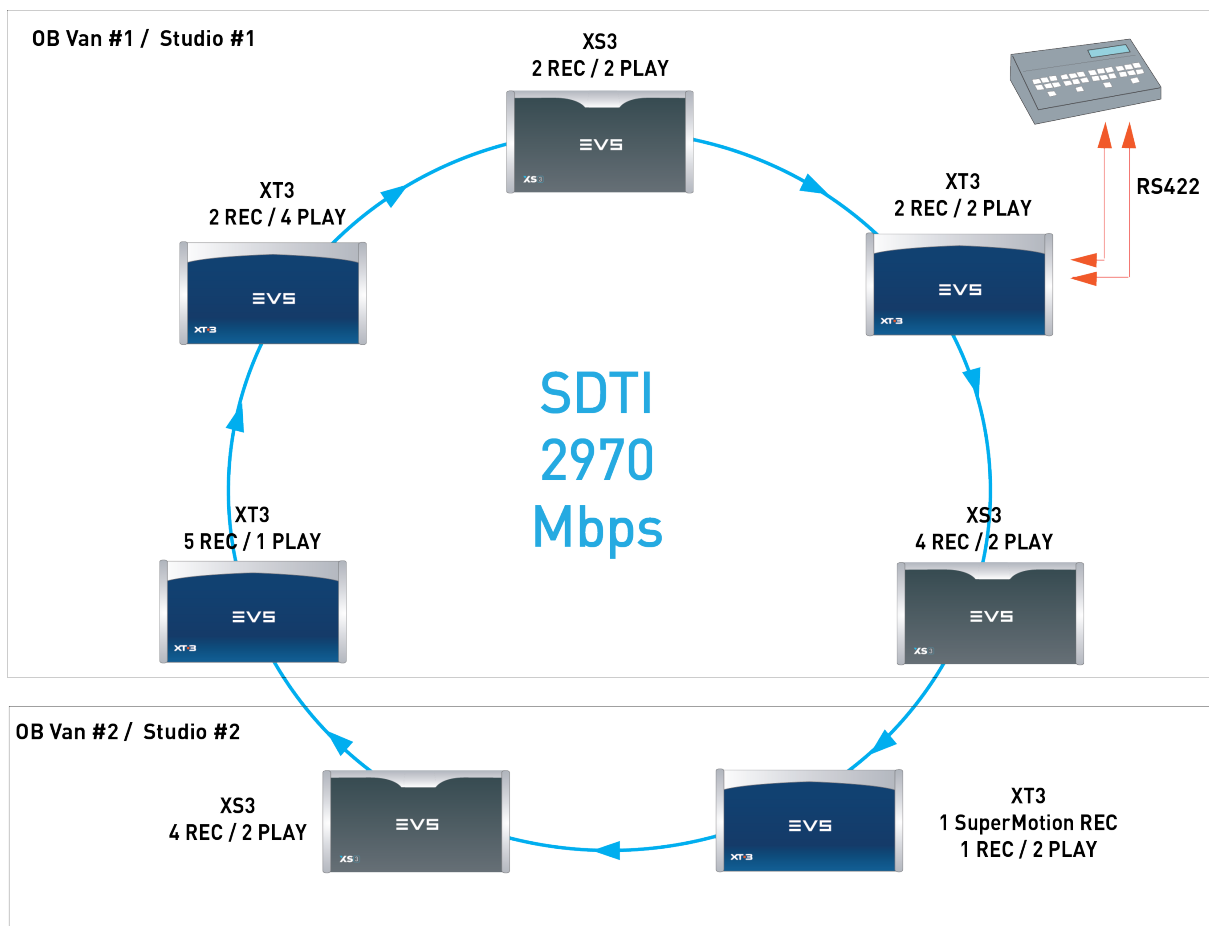 OB Van #1 / Studio #1
XS3
2 REC / 2 PLAY
EVS
XS3
RS422
XT3
2 REC / 4 PLAY
EVS
XT3
XT3
2 REC / 2 PLAY
EVS
XT3
SDTI
2970
Mbps
XT3
5 REC / 1 PLAY
EVS
XT3
XS3
4 REC / 2 PLAY
EVS
XS3
OB Van #2 / Studio #2
XS3
4 REC / 2 PLAY
EVS
XS3
EVS
XT3
XT3
1 SuperMotion REC
1 REC / 2 PLAY